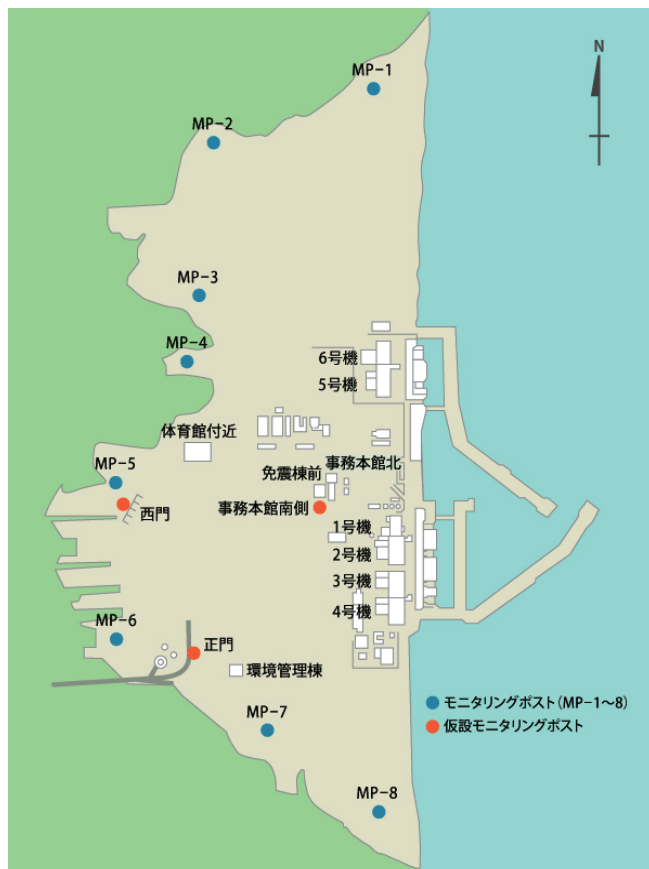 MP-1
N
MP-2
MP-3
MP-4
6号機
5号機
体育館付近
事務本館北
MP-5
免震棟前
西門
事務本館南側
1号機
2号機
3号機
4号機
MP-6
正門
環境管理棟
MP-7
モニタリングポスト(MP-1〜8)
仮設モニタリングポスト
MP-8